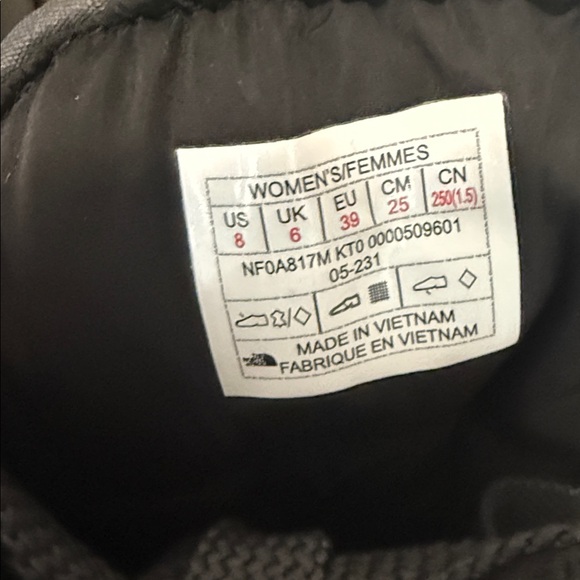 WOMEN'S/FEMMES
US UK EU CM CN
8 6 39 25 250(1.5)
NF0A817M KT0 0000509601
05-231
MADE IN VIETNAM
FABRIQUE EN VIETNAM